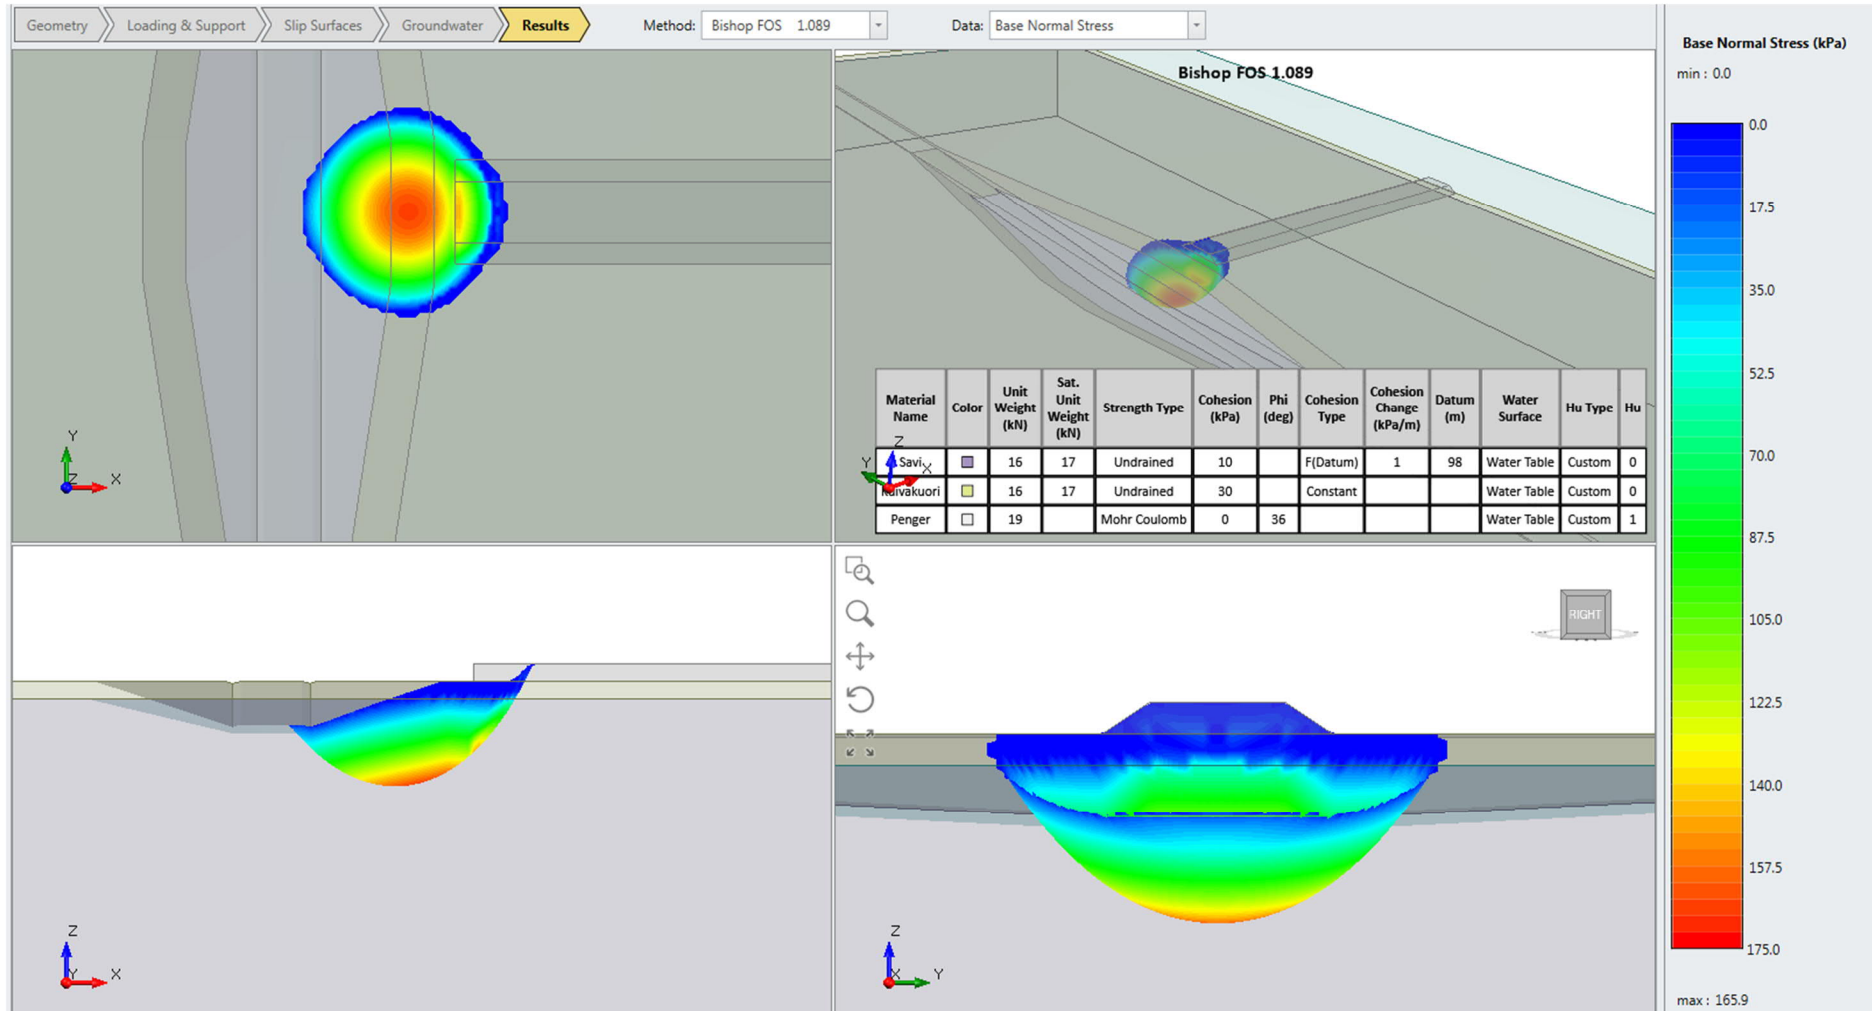 Geometry Loading & Support Slip Surfaces Groundwater Results Method: Bishop FOS 1.089 Data: Base Normal Stress
Base Normal Stress (kPa)
min : 0.0
0.0
17.5
35.0
52.5
70.0
87.5
105.0
122.5
140.0
157.5
175.0
max : 165.9
Y
Z X
Bishop FOS 1.089
Material Name Color Unit Weight (kN) Sat. Unit Weight (kN) Strength Type Cohesion (kPa) Phi (deg) Cohesion Type Cohesion Change (kPa/m) Datum (m) Water Surface Hu Type Hu
Savi 16 17 Undrained 10 F(Datum) 1 98 Water Table Custom 0
16 17 Undrained 30 Constant Water Table Custom 0
Penger 19 Mohr Coulomb 0 36 Water Table Custom 1
Z
Y X
Z
Y X
RIGHT
Z
X Y